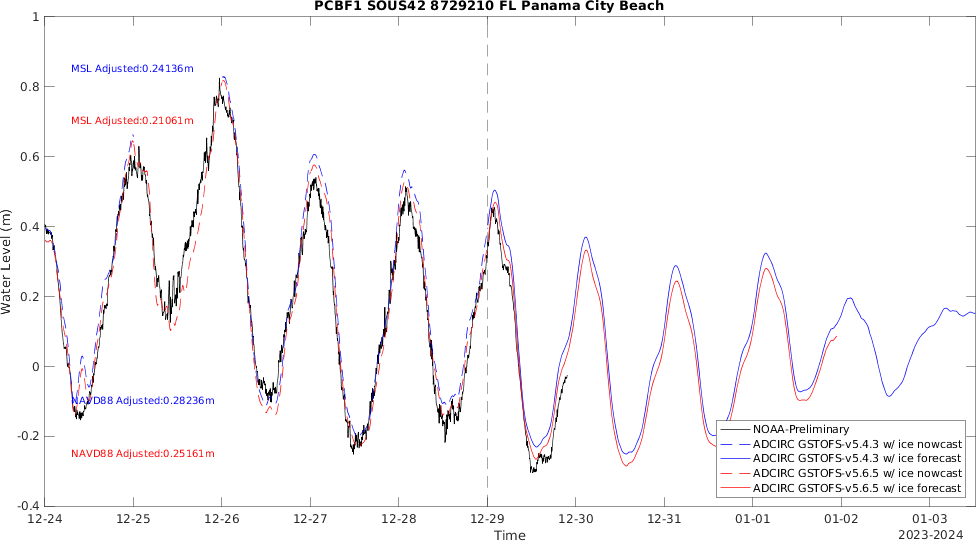 PCBF1 SOUS42 8729210 FL Panama City Beach
1
0.8
0.6
0.4
0.2
0
-0.2
-0.4
Water Level (m)
MSL Adjusted:0.24136m
MSL Adjusted:0.21061m
NAVD88 Adjusted:0.28236m
NAVD88 Adjusted:0.25161m
NOAA-Preliminary
ADCIRC GSTOFS-v5.4.3 w/ ice nowcast
ADCIRC GSTOFS-v5.4.3 w/ ice forecast
ADCIRC GSTOFS-v5.6.5 w/ ice nowcast
ADCIRC GSTOFS-v5.6.5 w/ ice forecast
12-24 12-25 12-26 12-27 12-28 12-29 12-30 12-31 01-01 01-02 01-03
Time
2023-2024